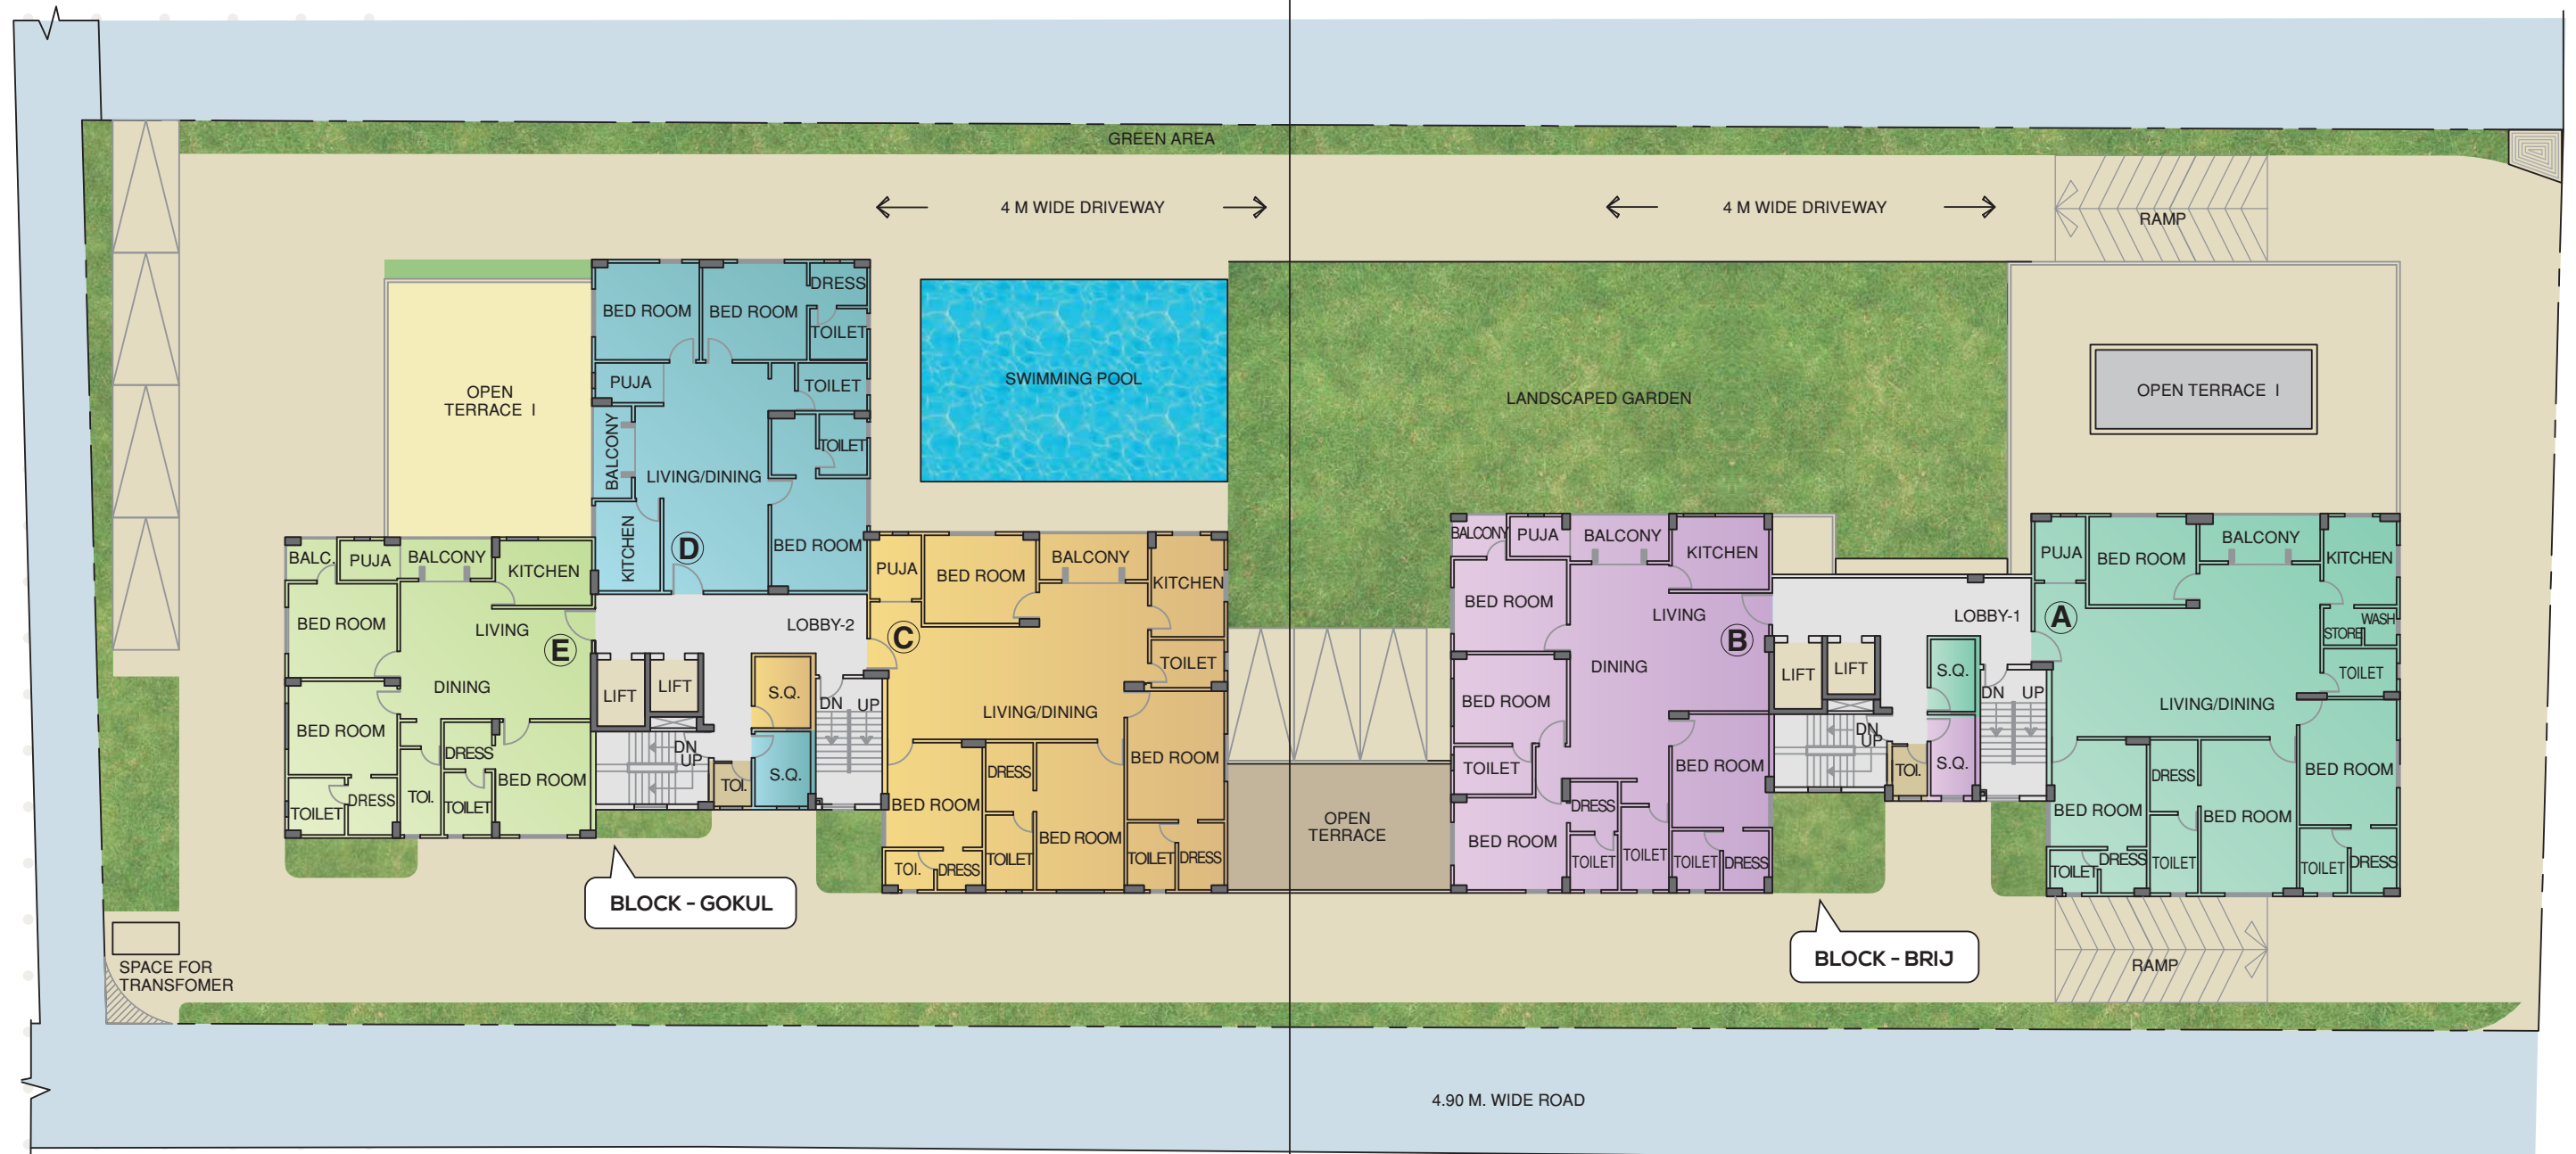 GREEN AREA
4 M WIDE DRIVEWAY
4 M WIDE DRIVEWAY
RAMP
OPEN
TERRACE I
BED ROOM
BED ROOM
DRESS
TOILET
PUJA
TOILET
BALCONY
TOILET
LIVING/DINING
KITCHEN
D
BED ROOM
SWIMMING POOL
LANDSCAPED GARDEN
OPEN TERRACE I
BALC.
PUJA
BALCONY
KITCHEN
BED ROOM
LIVING
E
DINING
BED ROOM
DRESS
TOILET
DRESS
TOI.
TOILET
BED ROOM
LOBBY-2
LIFT
LIFT
S.Q.
DN
UP
DN
UP
TOI.
S.Q.
PUJA
BED ROOM
BALCONY
KITCHEN
C
TOILET
LIVING/DINING
BED ROOM
DRESS
BED ROOM
BED ROOM
TOI.
DRESS
TOILET
TOILET
DRESS
OPEN
TERRACE
BALCONY
PUJA
BALCONY
KITCHEN
BED ROOM
LIVING
B
DINING
BED ROOM
TOILET
BED ROOM
DRESS
BED ROOM
TOILET
TOILET
TOILET
DRESS
LOBBY-1
LIFT
LIFT
S.Q.
DN
UP
DN
UP
TOI.
S.Q.
PUJA
BED ROOM
BALCONY
KITCHEN
A
WASH
STORE
TOILET
LIVING/DINING
DRESS
BED ROOM
BED ROOM
BED ROOM
TOILET
DRESS
TOILET
TOILET
DRESS
BLOCK - GOKUL
BLOCK - BRIJ
SPACE FOR
TRANSFOMER
RAMP
4.90 M. WIDE ROAD